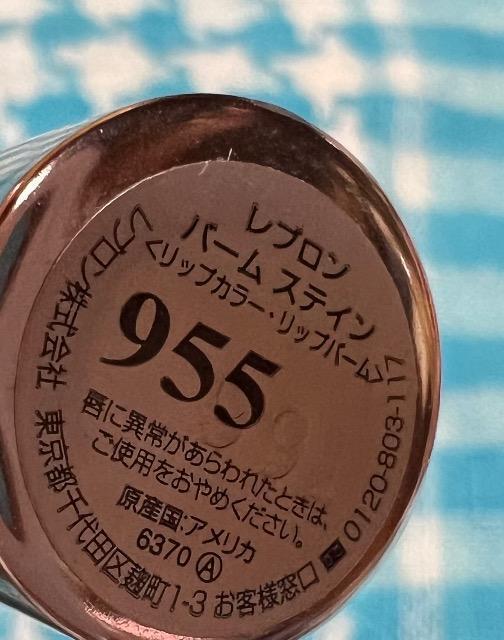 レブロン
バーム ステイン
<リップカラー・リップバーム>
955
唇に異常があらわれたときは、
ご使用をおやめください。
原産国:アメリカ
6370 Ⓐ
レブロン株式会社 東京都千代田区麹町1-3 お客様窓口 0120-803-117